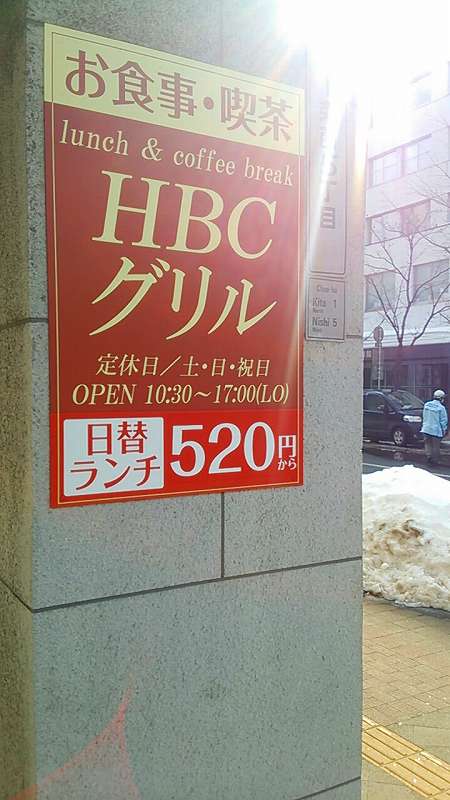 お食事・喫茶
lunch & coffee break
HBC
グリル
定休日／土・日・祝日
OPEN 10:30～17:00(LO)
日替
ランチ
520円から
目
Kita 1
Nishi 5